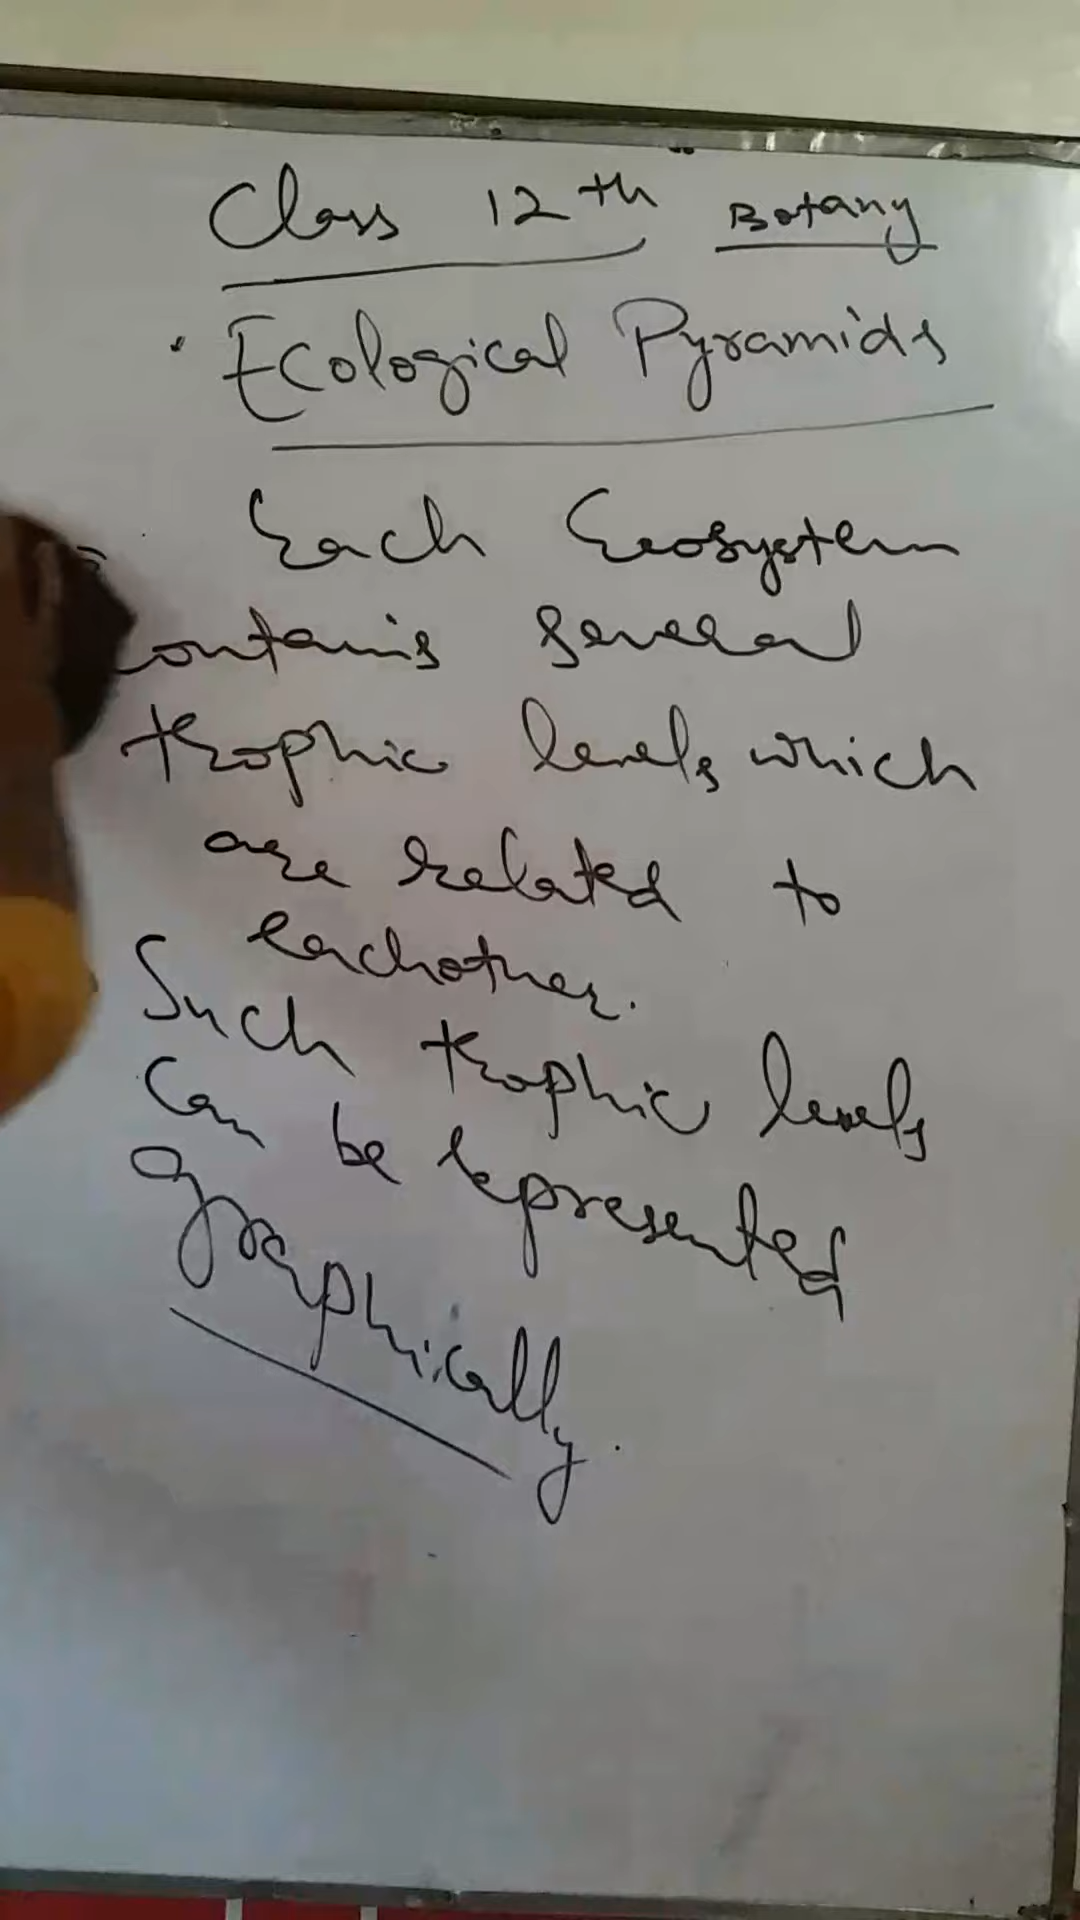 Class 12th Botany
Ecological Pyramids
Each Ecosystem
contains several
trophic levels which
are related to
eachother.
Such trophic levels
can be represented
graphically.